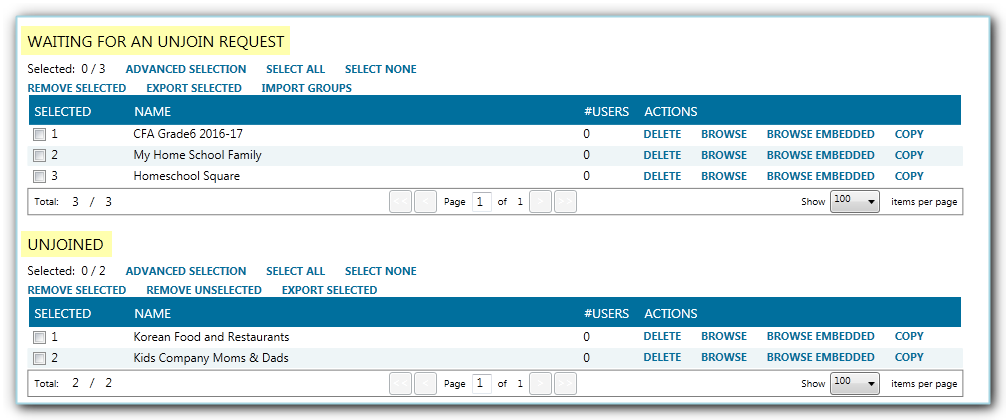 WAITING FOR AN UNJOIN REQUEST
Selected: 0 / 3 ADVANCED SELECTION SELECT ALL SELECT NONE
REMOVE SELECTED EXPORT SELECTED IMPORT GROUPS
SELECTED NAME #USERS ACTIONS
1 CFA Grade6 2016-17 0 DELETE BROWSE BROWSE EMBEDDED COPY
2 My Home School Family 0 DELETE BROWSE BROWSE EMBEDDED COPY
3 Homeschool Square 0 DELETE BROWSE BROWSE EMBEDDED COPY
Total: 3 / 3 << < Page 1 of 1 > >> Show 100 items per page
UNJOINED
Selected: 0 / 2 ADVANCED SELECTION SELECT ALL SELECT NONE
REMOVE SELECTED REMOVE UNSELECTED EXPORT SELECTED
SELECTED NAME #USERS ACTIONS
1 Korean Food and Restaurants 0 DELETE BROWSE BROWSE EMBEDDED COPY
2 Kids Company Moms & Dads 0 DELETE BROWSE BROWSE EMBEDDED COPY
Total: 2 / 2 << < Page 1 of 1 > >> Show 100 items per page